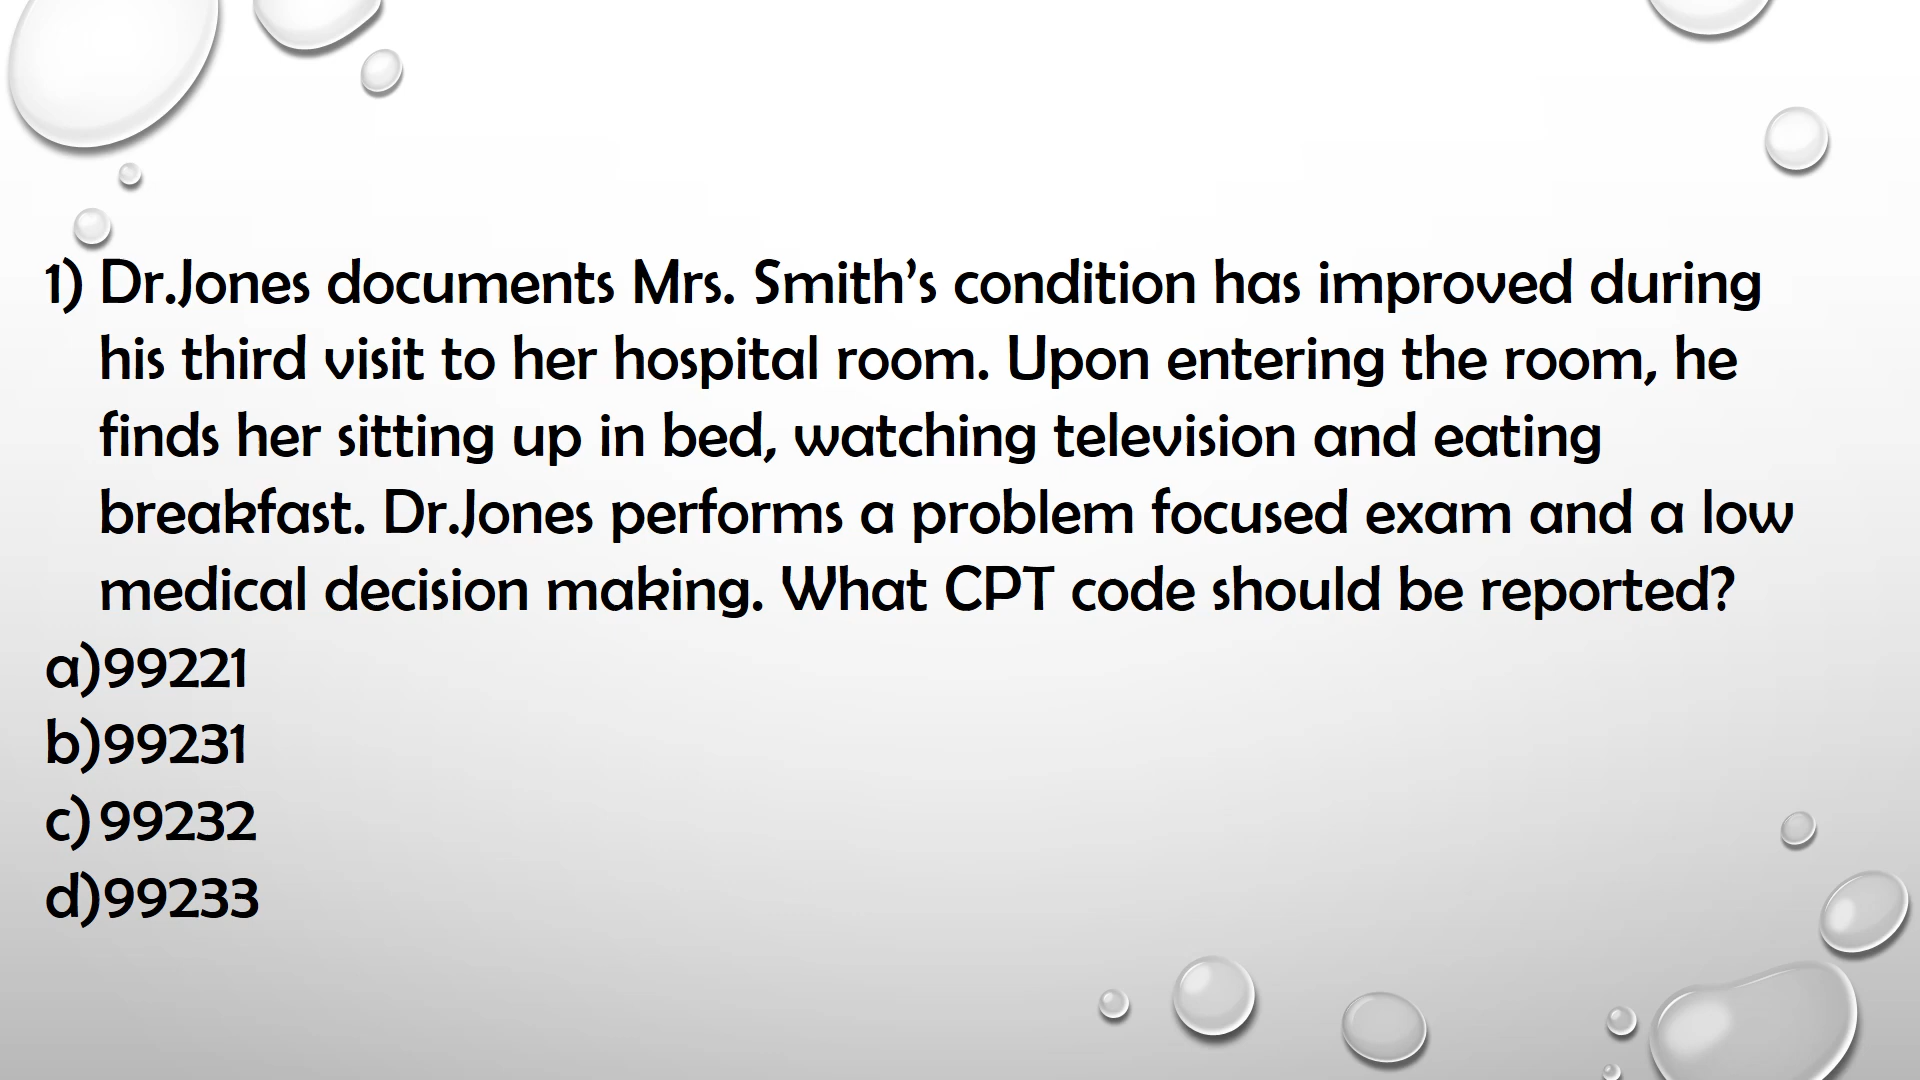 1) Dr.Jones documents Mrs. Smith’s condition has improved during
his third visit to her hospital room. Upon entering the room, he
finds her sitting up in bed, watching television and eating
breakfast. Dr.Jones performs a problem focused exam and a low
medical decision making. What CPT code should be reported?
a)99221
b)99231
c)99232
d)99233